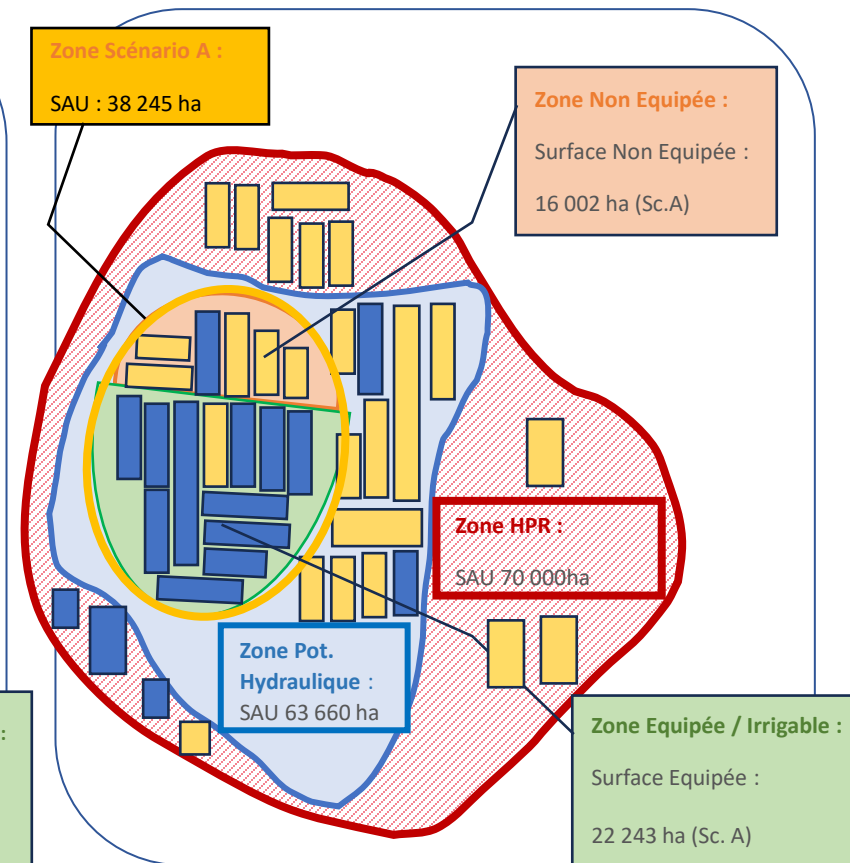 Zone Scénario A :
SAU : 38 245 ha
Zone Non Equipée :
Surface Non Equipée :
16 002 ha (Sc.A)
Zone HPR :
SAU 70 000ha
Zone Pot.
Hydraulique :
SAU 63 660 ha
:
Zone Equipée / Irrigable :
Surface Equipée :
22 243 ha (Sc. A)